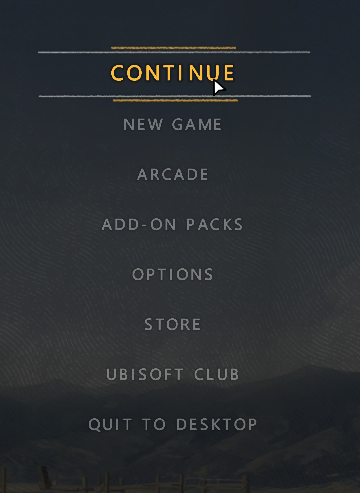 CONTINUE
NEW GAME
ARCADE
ADD-ON PACKS
OPTIONS
STORE
UBISOFT CLUB
QUIT TO DESKTOP